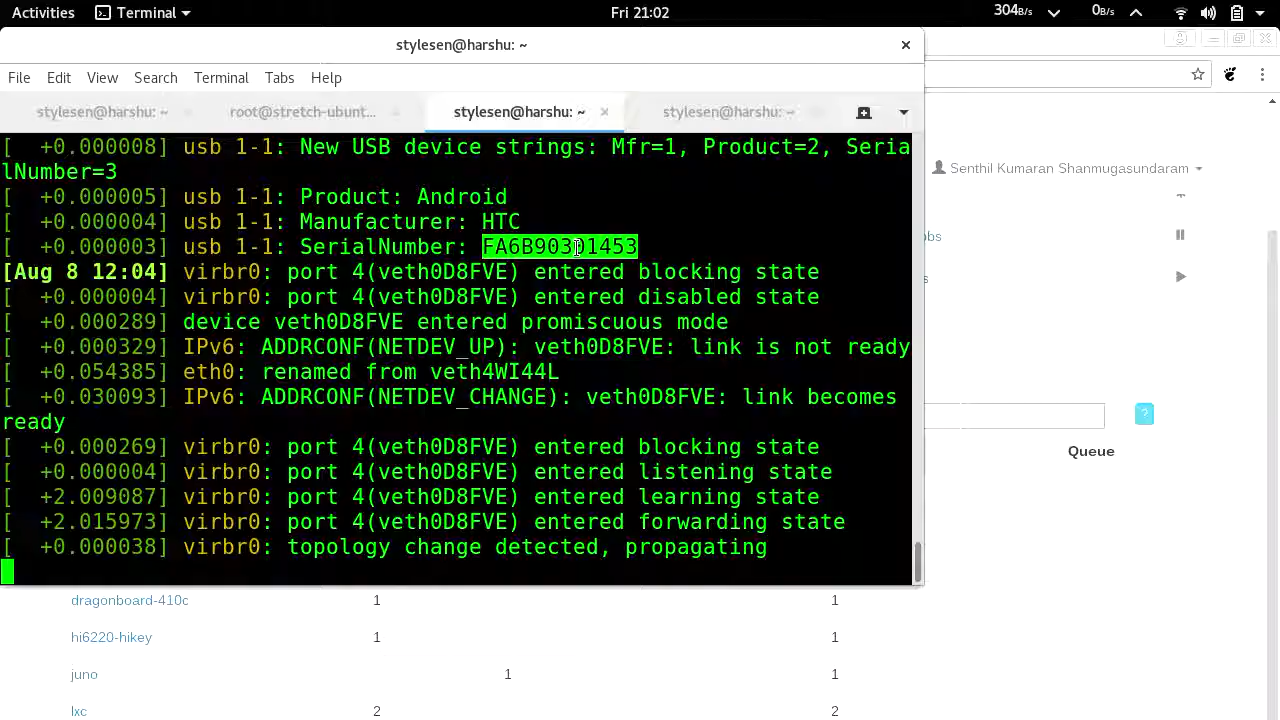 Activities Terminal Fri 21:02 304B/s 0B/s
stylesen@harshu: ~
File Edit View Search Terminal Tabs Help
stylesen@harshu: ~ root@stretch-ubunt... stylesen@harshu: ~ stylesen@harshu: ~
[  +0.000008] usb 1-1: New USB device strings: Mfr=1, Product=2, Seria
lNumber=3
[  +0.000005] usb 1-1: Product: Android
[  +0.000004] usb 1-1: Manufacturer: HTC
[  +0.000003] usb 1-1: SerialNumber: FA6B90301453
[Aug 8 12:04] virbr0: port 4(veth0D8FVE) entered blocking state
[  +0.000004] virbr0: port 4(veth0D8FVE) entered disabled state
[  +0.000289] device veth0D8FVE entered promiscuous mode
[  +0.000329] IPv6: ADDRCONF(NETDEV_UP): veth0D8FVE: link is not ready
[  +0.054385] eth0: renamed from veth4WI44L
[  +0.030093] IPv6: ADDRCONF(NETDEV_CHANGE): veth0D8FVE: link becomes
ready
[  +0.000269] virbr0: port 4(veth0D8FVE) entered blocking state
[  +0.000004] virbr0: port 4(veth0D8FVE) entered listening state
[  +2.009087] virbr0: port 4(veth0D8FVE) entered learning state
[  +2.015973] virbr0: port 4(veth0D8FVE) entered forwarding state
[  +0.000038] virbr0: topology change detected, propagating
Senthil Kumaran Shanmugasundaram
?
Queue
dragonboard-410c 1 1
hi6220-hikey 1 1
juno 1 1
lxc 2 2